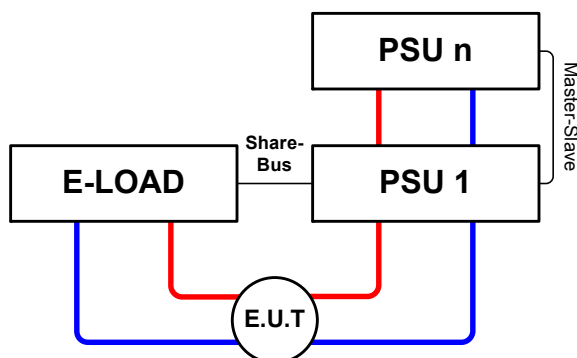 PSU n
Master-Slave
Share-
Bus
E-LOAD
PSU 1
E.U.T